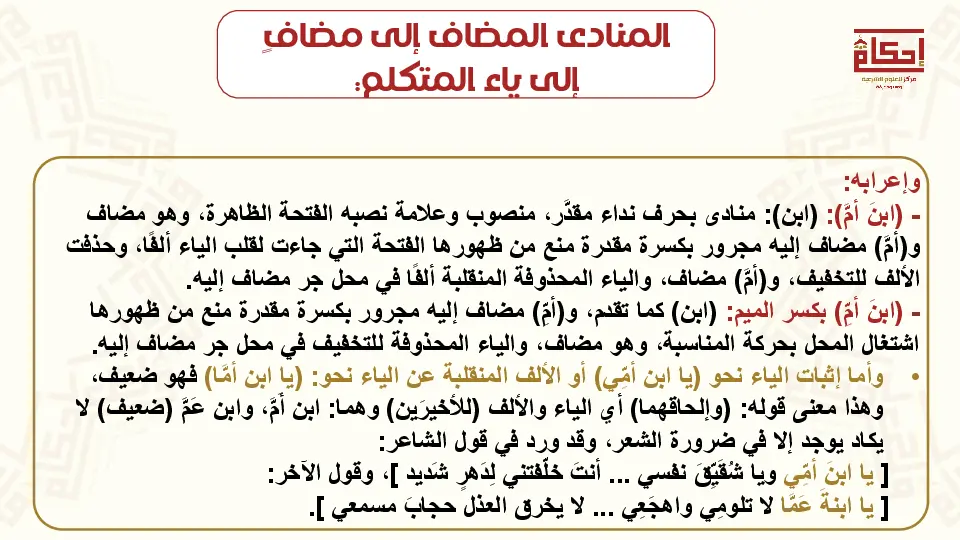 المنادى المضاف إلى مضافٍ
إلى ياء المتكلم:
إحكام
مركز العلوم الشرعية
وإعرابه:
- (ابنَ أمَّ): (ابن): منادى بحرف نداء مقدَّر، منصوب وعلامة نصبه الفتحة الظاهرة، وهو مضاف
و(أمَّ) مضاف إليه مجرور بكسرة مقدرة منع من ظهورها الفتحة التي جاءت لقلب الياء ألفًا، وحذفت
الألف للتخفيف، و(أمَّ) مضاف، والياء المحذوفة المنقلبة ألفًا في محل جر مضاف إليه.
- (ابنَ أمِّ) بكسر الميم: (ابن) كما تقدم، و(أمِّ) مضاف إليه مجرور بكسرة مقدرة منع من ظهورها
اشتغال المحل بحركة المناسبة، وهو مضاف، والياء المحذوفة للتخفيف في محل جر مضاف إليه.
• وأما إثبات الياء نحو (يا ابن أمِّي) أو الألف المنقلبة عن الياء نحو: (يا ابن أمَّا) فهو ضعيف،
وهذا معنى قوله: (وإلحاقهما) أي الياء والألف (للأخيرَين) وهما: ابن أمَّ، وابن عَمَّ (ضعيف) لا
يكاد يوجد إلا في ضرورة الشعر، وقد ورد في قول الشاعر:
[ يا ابنَ أمِّي ويا شُقَيِّقَ نفسي ... أنتَ خلَّفتني لِدَهرٍ شَديد ]، وقول الآخر:
[ يا ابنةَ عَمَّا لا تلومِي واهجَعِي ... لا يخرق العذل حجابَ مسمعي ].